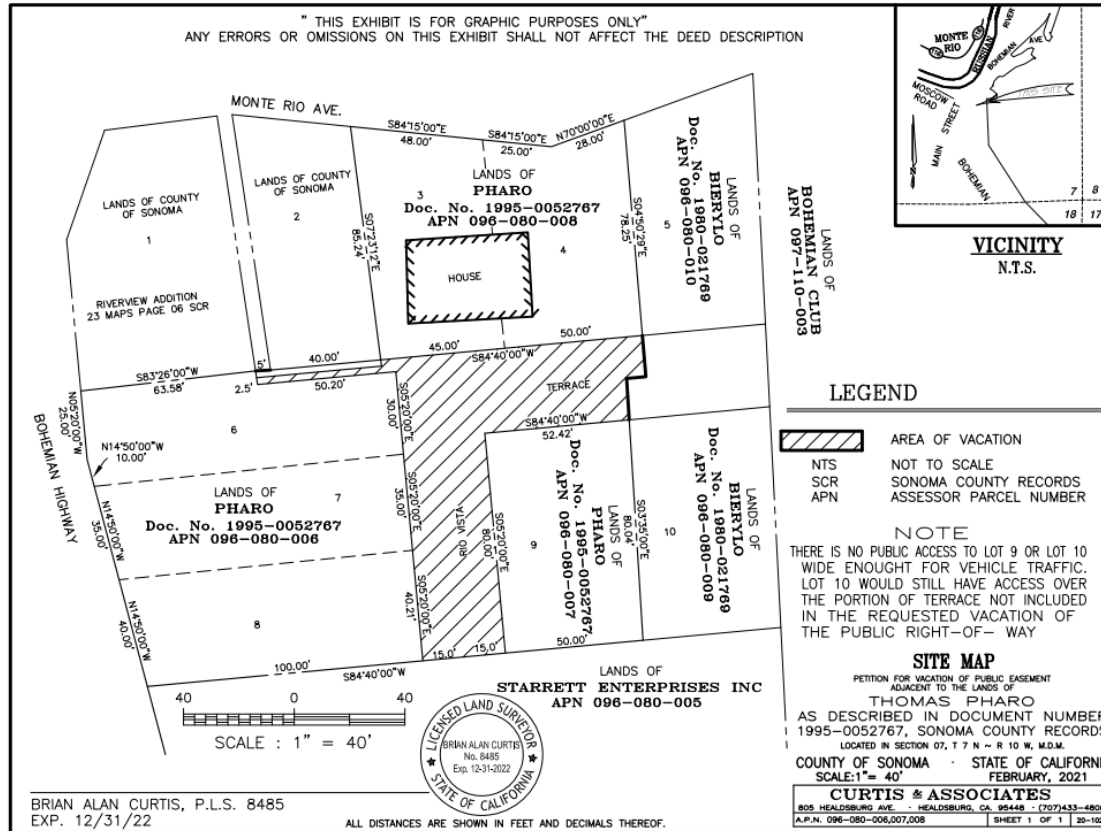 " THIS EXHIBIT IS FOR GRAPHIC PURPOSES ONLY"
ANY ERRORS OR OMISSIONS ON THIS EXHIBIT SHALL NOT AFFECT THE DEED DESCRIPTION
MONTE RIO AVE.
S84°15'00"E
48.00'
S84°15'00"E
25.00'
N70°00'00"E
28.00'
LANDS OF COUNTY
OF SONOMA
1
RIVERVIEW ADDITION
23 MAPS PAGE 06 SCR
LANDS OF COUNTY
OF SONOMA
2
S07°23'12"E
85.24'
3
LANDS OF
PHARO
Doc. No. 1995-0052767
APN 096-080-008
4
HOUSE
S04°50'29"E
78.25'
5
LANDS OF
BIERYLO
Doc. No. 1980-021769
APN 096-080-010
LANDS OF
BOHEMIAN CLUB
APN 097-110-003
S83°26'00"W
63.58'
5'
2.5'
40.00'
50.20'
45.00'
S84°40'00"W
50.00'
TERRACE
S84°40'00"W
52.42'
N05°20'00"W
25.00'
N14°50'00"W
10.00'
BOHEMIAN HIGHWAY
N14°50'00"W
35.00'
N14°50'00"W
40.00'
6
7
LANDS OF
PHARO
Doc. No. 1995-0052767
APN 096-080-006
8
S05°20'00"E
30.00'
S05°20'00"E
35.00'
S05°20'00"E
40.21'
RIO VISTA
S05°20'00"E
80.00'
9
LANDS OF
PHARO
Doc. No. 1995-0052767
APN 096-080-007
S03°35'00"E
80.04'
10
LANDS OF
BIERYLO
Doc. No. 1980-021769
APN 096-080-009
100.00'
S84°40'00"W
15.0'
15.0'
50.00'
LANDS OF
STARRETT ENTERPRISES INC
APN 096-080-005
40
0
40
SCALE : 1" = 40'
LICENSED LAND SURVEYOR
BRIAN ALAN CURTIS
No. 8485
Exp. 12-31-2022
STATE OF CALIFORNIA
BRIAN ALAN CURTIS, P.L.S. 8485
EXP. 12/31/22
ALL DISTANCES ARE SHOWN IN FEET AND DECIMALS THEREOF.
MONTE
RIO
116
116
RUSSIAN
RIVER
BOHEMIAN
AVE
MOSCOW
ROAD
THIS SITE
MAIN STREET
BOHEMIAN
N
7
8
18
17
VICINITY
N.T.S.
LEGEND
AREA OF VACATION
NTS NOT TO SCALE
SCR SONOMA COUNTY RECORDS
APN ASSESSOR PARCEL NUMBER
NOTE
THERE IS NO PUBLIC ACCESS TO LOT 9 OR LOT 10
WIDE ENOUGHT FOR VEHICLE TRAFFIC.
LOT 10 WOULD STILL HAVE ACCESS OVER
THE PORTION OF TERRACE NOT INCLUDED
IN THE REQUESTED VACATION OF
THE PUBLIC RIGHT-OF- WAY
SITE MAP
PETITION FOR VACATION OF PUBLIC EASEMENT
ADJACENT TO THE LANDS OF
THOMAS PHARO
AS DESCRIBED IN DOCUMENT NUMBER
1995-0052767, SONOMA COUNTY RECORDS
LOCATED IN SECTION 07, T 7 N ~ R 10 W, M.D.M.
COUNTY OF SONOMA · STATE OF CALIFORNI
SCALE:1"= 40' FEBRUARY, 2021
CURTIS & ASSOCIATES
805 HEALDSBURG AVE. · HEALDSBURG, CA. 95448 · (707)433-480
A.P.N. 096-080-006,007,008 SHEET 1 OF 1 20-102